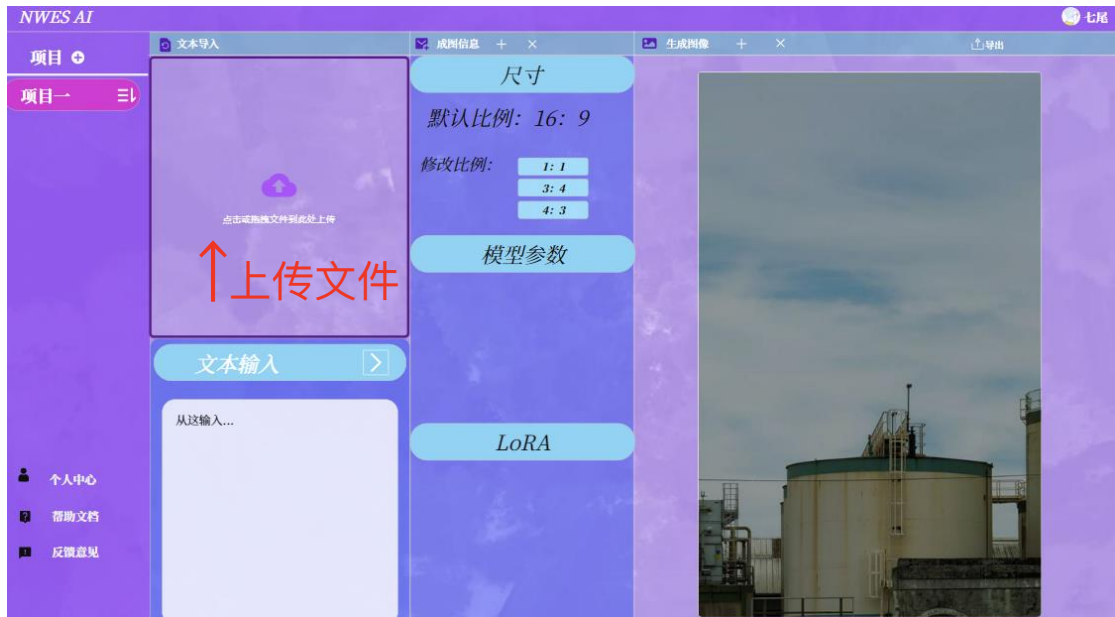 NWES AI
七尾
项目
项目一
文本导入
点击或拖拽文件到此处上传
上传文件
文本输入
从这输入...
成图信息
尺寸
默认比例：16：9
修改比例：
1：1
3：4
4：3
模型参数
LoRA
生成图像
导出
个人中心
帮助文档
反馈意见